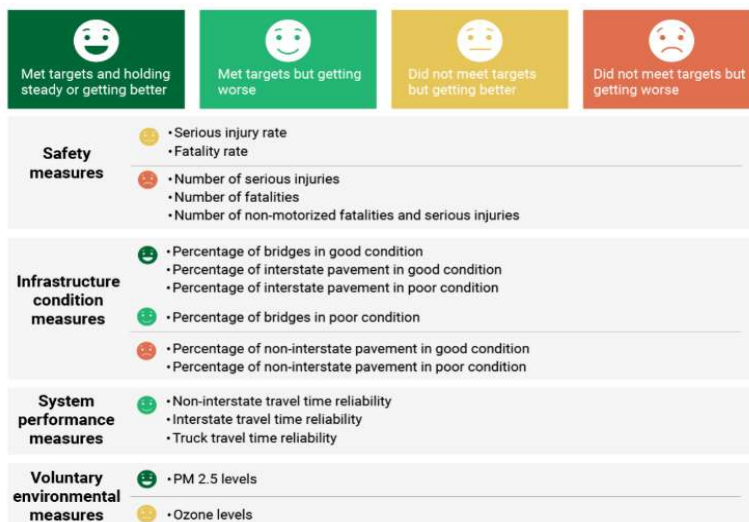 Met targets and holding steady or getting better
Met targets but getting worse
Did not meet targets but getting better
Did not meet targets but getting worse
Safety measures
• Serious injury rate
• Fatality rate
• Number of serious injuries
• Number of fatalities
• Number of non-motorized fatalities and serious injuries
Infrastructure condition measures
• Percentage of bridges in good condition
• Percentage of interstate pavement in good condition
• Percentage of interstate pavement in poor condition
• Percentage of bridges in poor condition
• Percentage of non-interstate pavement in good condition
• Percentage of non-interstate pavement in poor condition
System performance measures
• Non-interstate travel time reliability
• Interstate travel time reliability
• Truck travel time reliability
Voluntary environmental measures
• PM 2.5 levels
• Ozone levels